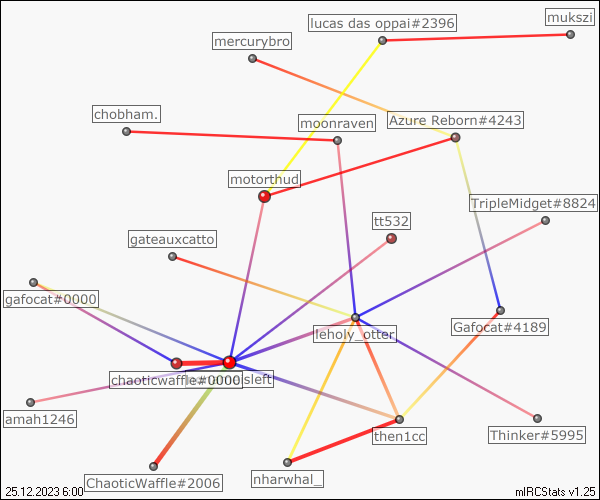 mukszi
lucas das oppai#2396
mercurybro
chobham.
moonraven
Azure Reborn#4243
motorthud
TripleMidget#8824
tt532
gateauxcatto
gafocat#0000
leholy_otter
Gafocat#4189
chaoticwaffle#0000
isleft
amah1246
then1cc
Thinker#5995
nharwhal_
ChaoticWaffle#2006
25.12.2023 6:00
mIRCStats v1.25